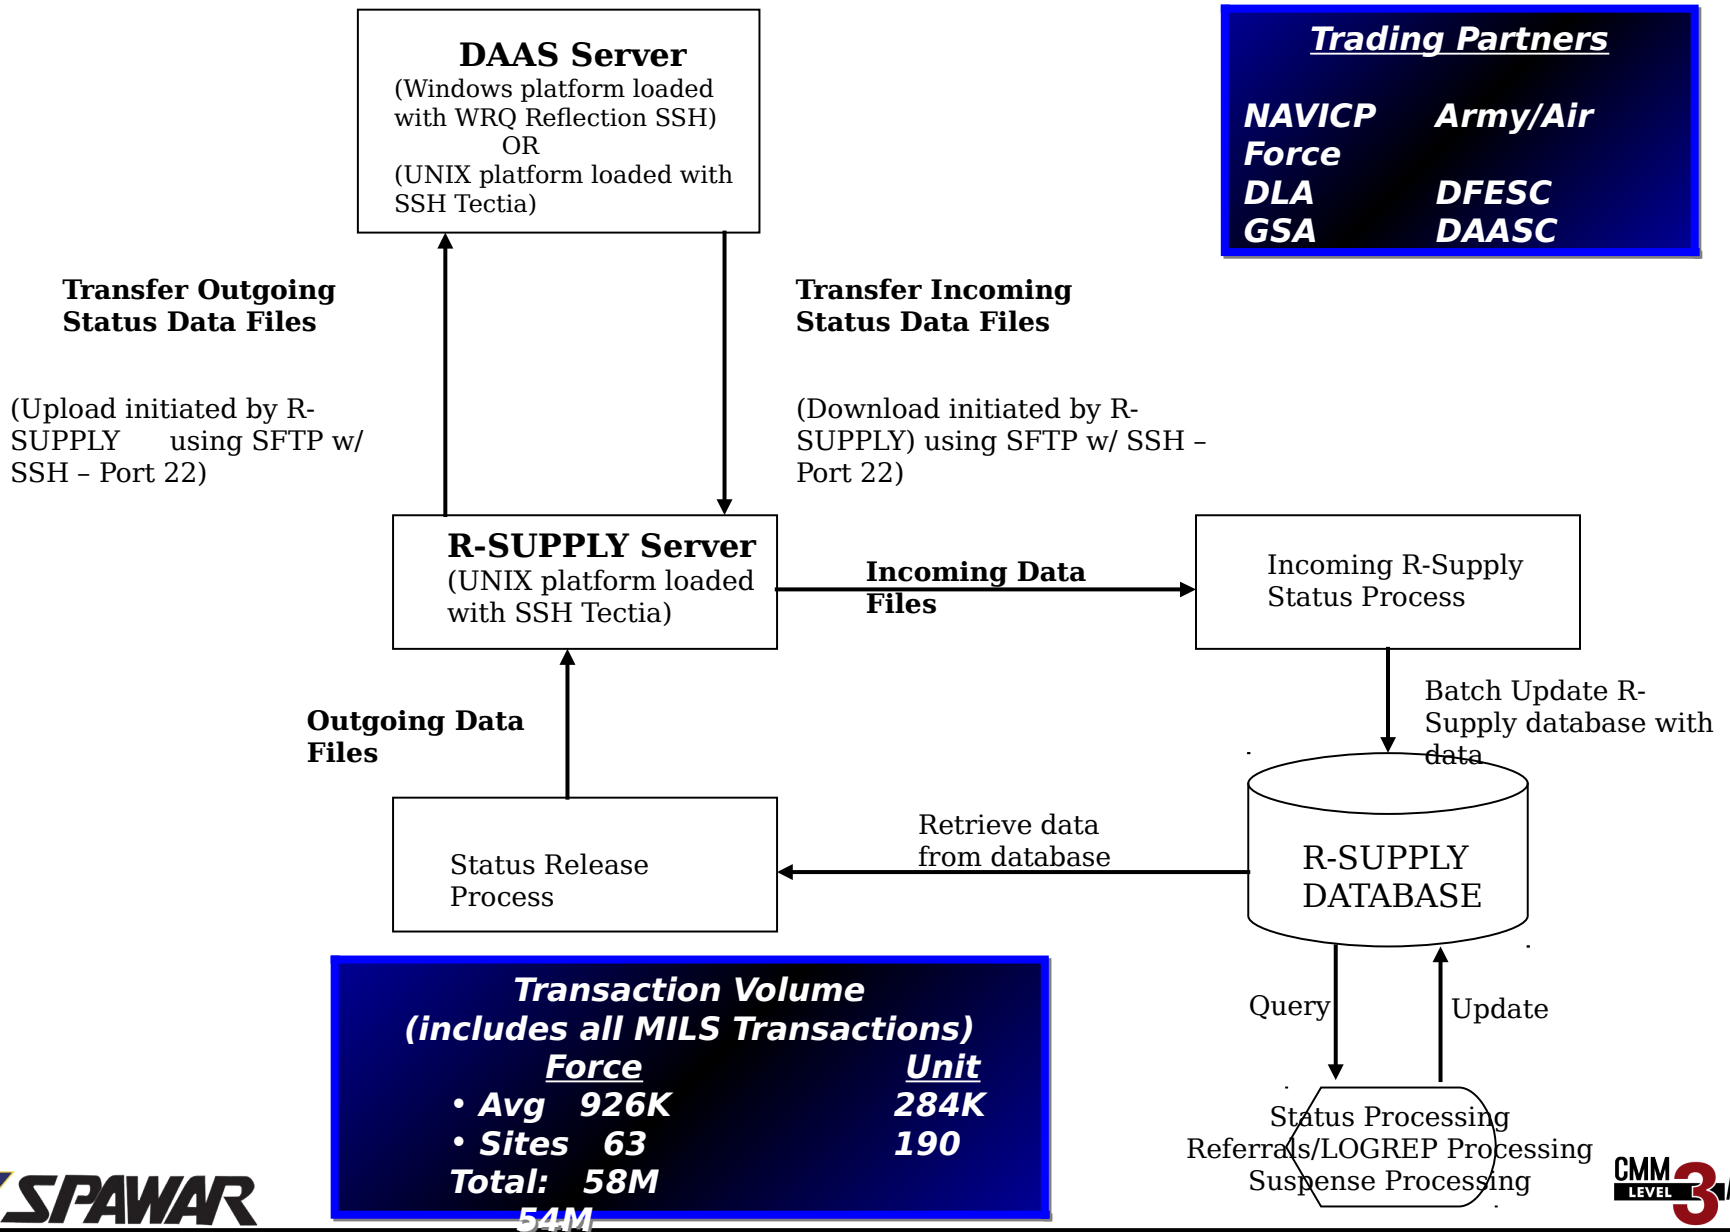 DAAS Server
(Windows platform loaded
with WRQ Reflection SSH)
OR
(UNIX platform loaded with
SSH Tectia)
Trading Partners
NAVICP Army/Air
Force
DLA DFESC
GSA DAASC
Transfer Outgoing
Status Data Files
Transfer Incoming
Status Data Files
(Upload initiated by R-
SUPPLY using SFTP w/
SSH – Port 22)
(Download initiated by R-
SUPPLY) using SFTP w/ SSH –
Port 22)
R-SUPPLY Server
(UNIX platform loaded
with SSH Tectia)
Incoming Data
Files
Incoming R-Supply
Status Process
Batch Update R-
Supply database with
data
Outgoing Data
Files
Status Release
Process
Retrieve data
from database
R-SUPPLY
DATABASE
Query
Update
Transaction Volume
(includes all MILS Transactions)
Force Unit
• Avg 926K 284K
• Sites 63 190
Total: 58M
54M
Status Processing
Referrals/LOGREP Processing
Suspense Processing
SPAWAR
CMM
LEVEL 3